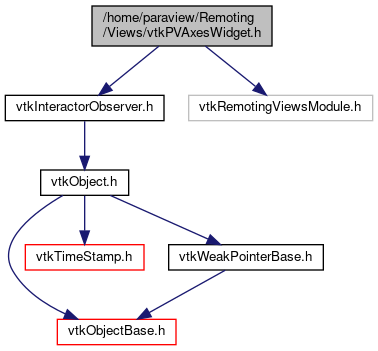 /home/paraview/Remoting
/Views/vtkPVAxesWidget.h
vtkInteractorObserver.h
vtkRemotingViewsModule.h
vtkObject.h
vtkTimeStamp.h
vtkWeakPointerBase.h
vtkObjectBase.h